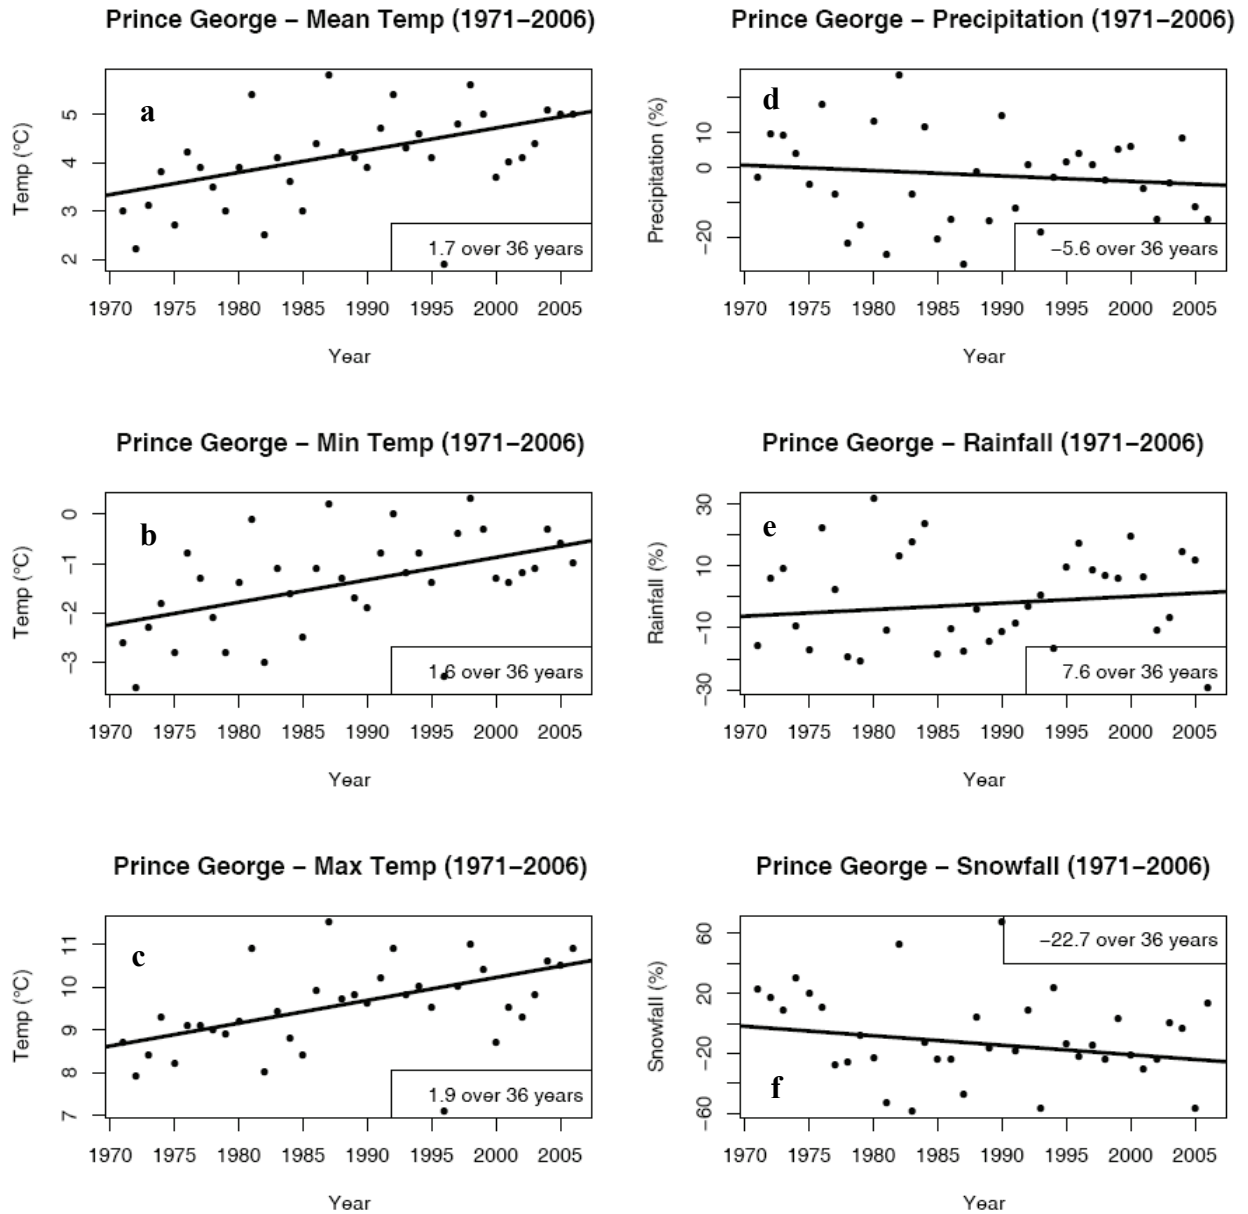 Prince George – Mean Temp (1971–2006)
a
Temp (°C)
5
4
3
2
1.7 over 36 years
1970 1975 1980 1985 1990 1995 2000 2005
Year
Prince George – Precipitation (1971–2006)
d
Precipitation (%)
10
0
−20
−5.6 over 36 years
1970 1975 1980 1985 1990 1995 2000 2005
Year
Prince George – Min Temp (1971–2006)
b
Temp (°C)
0
−1
−2
−3
1.6 over 36 years
1970 1975 1980 1985 1990 1995 2000 2005
Year
Prince George – Rainfall (1971–2006)
e
Rainfall (%)
30
10
−10
−30
7.6 over 36 years
1970 1975 1980 1985 1990 1995 2000 2005
Year
Prince George – Max Temp (1971–2006)
c
Temp (°C)
11
10
9
8
7
1.9 over 36 years
1970 1975 1980 1985 1990 1995 2000 2005
Year
Prince George – Snowfall (1971–2006)
−22.7 over 36 years
Snowfall (%)
60
20
−20
−60
f
1970 1975 1980 1985 1990 1995 2000 2005
Year